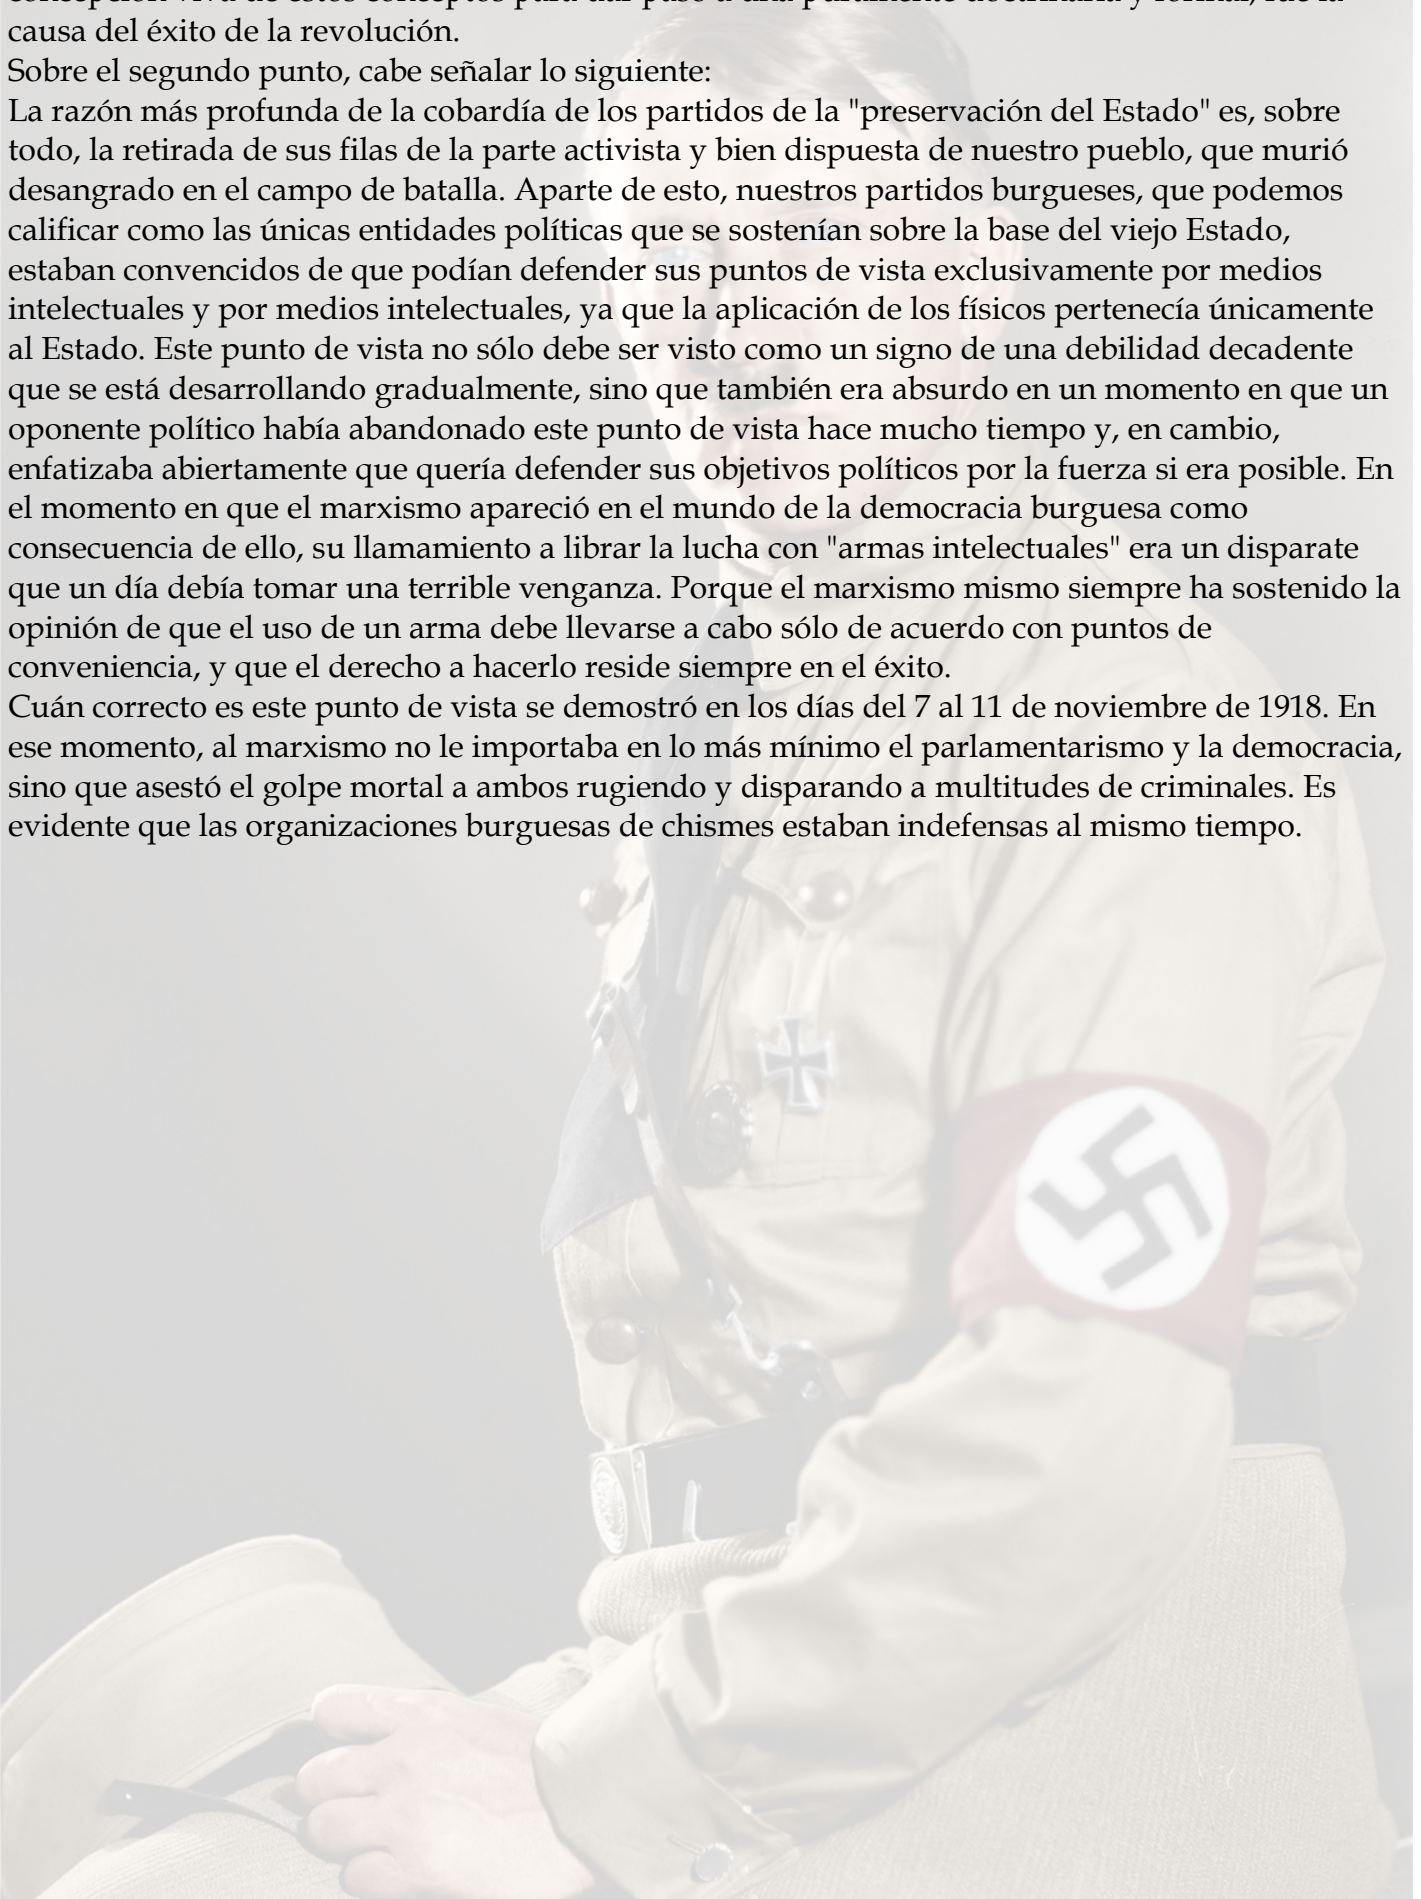 concepción viva de estos conceptos para dar paso a una puramente doctrinaria y formal, fue la
causa del éxito de la revolución.
Sobre el segundo punto, cabe señalar lo siguiente:
La razón más profunda de la cobardía de los partidos de la "preservación del Estado" es, sobre
todo, la retirada de sus filas de la parte activista y bien dispuesta de nuestro pueblo, que murió
desangrado en el campo de batalla. Aparte de esto, nuestros partidos burgueses, que podemos
calificar como las únicas entidades políticas que se sostenían sobre la base del viejo Estado,
estaban convencidos de que podían defender sus puntos de vista exclusivamente por medios
intelectuales y por medios intelectuales, ya que la aplicación de los físicos pertenecía únicamente
al Estado. Este punto de vista no sólo debe ser visto como un signo de una debilidad decadente
que se está desarrollando gradualmente, sino que también era absurdo en un momento en que un
oponente político había abandonado este punto de vista hace mucho tiempo y, en cambio,
enfatizaba abiertamente que quería defender sus objetivos políticos por la fuerza si era posible. En
el momento en que el marxismo apareció en el mundo de la democracia burguesa como
consecuencia de ello, su llamamiento a librar la lucha con "armas intelectuales" era un disparate
que un día debía tomar una terrible venganza. Porque el marxismo mismo siempre ha sostenido la
opinión de que el uso de un arma debe llevarse a cabo sólo de acuerdo con puntos de
conveniencia, y que el derecho a hacerlo reside siempre en el éxito.
Cuán correcto es este punto de vista se demostró en los días del 7 al 11 de noviembre de 1918. En
ese momento, al marxismo no le importaba en lo más mínimo el parlamentarismo y la democracia,
sino que asestó el golpe mortal a ambos rugiendo y disparando a multitudes de criminales. Es
evidente que las organizaciones burguesas de chismes estaban indefensas al mismo tiempo.